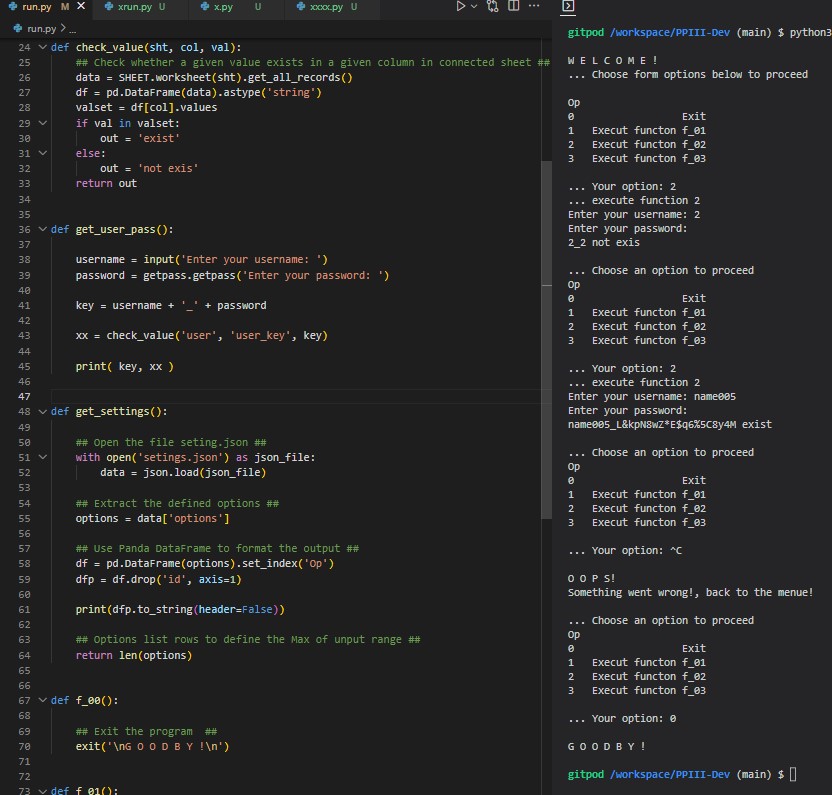 run.py M
xrun.py U
x.py U
xxxx.py U
run.py > ...
24 def check_value(sht, col, val):
25 ## Check whether a given value exists in a given column in connected sheet ##
26 data = SHEET.worksheet(sht).get_all_records()
27 df = pd.DataFrame(data).astype('string')
28 valset = df[col].values
29 if val in valset:
30 out = 'exist'
31 else:
32 out = 'not exis'
33 return out
34
35
36 def get_user_pass():
37
38 username = input('Enter your username: ')
39 password = getpass.getpass('Enter your password: ')
40
41 key = username + '_' + password
42
43 xx = check_value('user', 'user_key', key)
44
45 print( key, xx )
46
47
48 def get_settings():
49
50 ## Open the file seting.json ##
51 with open('setings.json') as json_file:
52 data = json.load(json_file)
53
54 ## Extract the defined options ##
55 options = data['options']
56
57 ## Use Panda DataFrame to format the output ##
58 df = pd.DataFrame(options).set_index('Op')
59 dfp = df.drop('id', axis=1)
60
61 print(dfp.to_string(header=False))
62
63 ## Options list rows to define the Max of unput range ##
64 return len(options)
65
66
67 def f_00():
68
69 ## Exit the program  ##
70 exit('\nG O O D B Y !\n')
71
72
73 def f_01():
gitpod /workspace/PPIII-Dev (main) $ python3
W E L C O M E !
... Choose form options below to proceed
Op
0 Exit
1 Execut functon f_01
2 Execut functon f_02
3 Execut functon f_03
... Your option: 2
... execute function 2
Enter your username: 2
Enter your password:
2_2 not exis
... Choose an option to proceed
Op
0 Exit
1 Execut functon f_01
2 Execut functon f_02
3 Execut functon f_03
... Your option: 2
... execute function 2
Enter your username: name005
Enter your password:
name005_L&kpN8wZ*E$q6%5C8y4M exist
... Choose an option to proceed
Op
0 Exit
1 Execut functon f_01
2 Execut functon f_02
3 Execut functon f_03
... Your option: ^C
O O P S!
Something went wrong!, back to the menue!
... Choose an option to proceed
Op
0 Exit
1 Execut functon f_01
2 Execut functon f_02
3 Execut functon f_03
... Your option: 0
G O O D B Y !
gitpod /workspace/PPIII-Dev (main) $